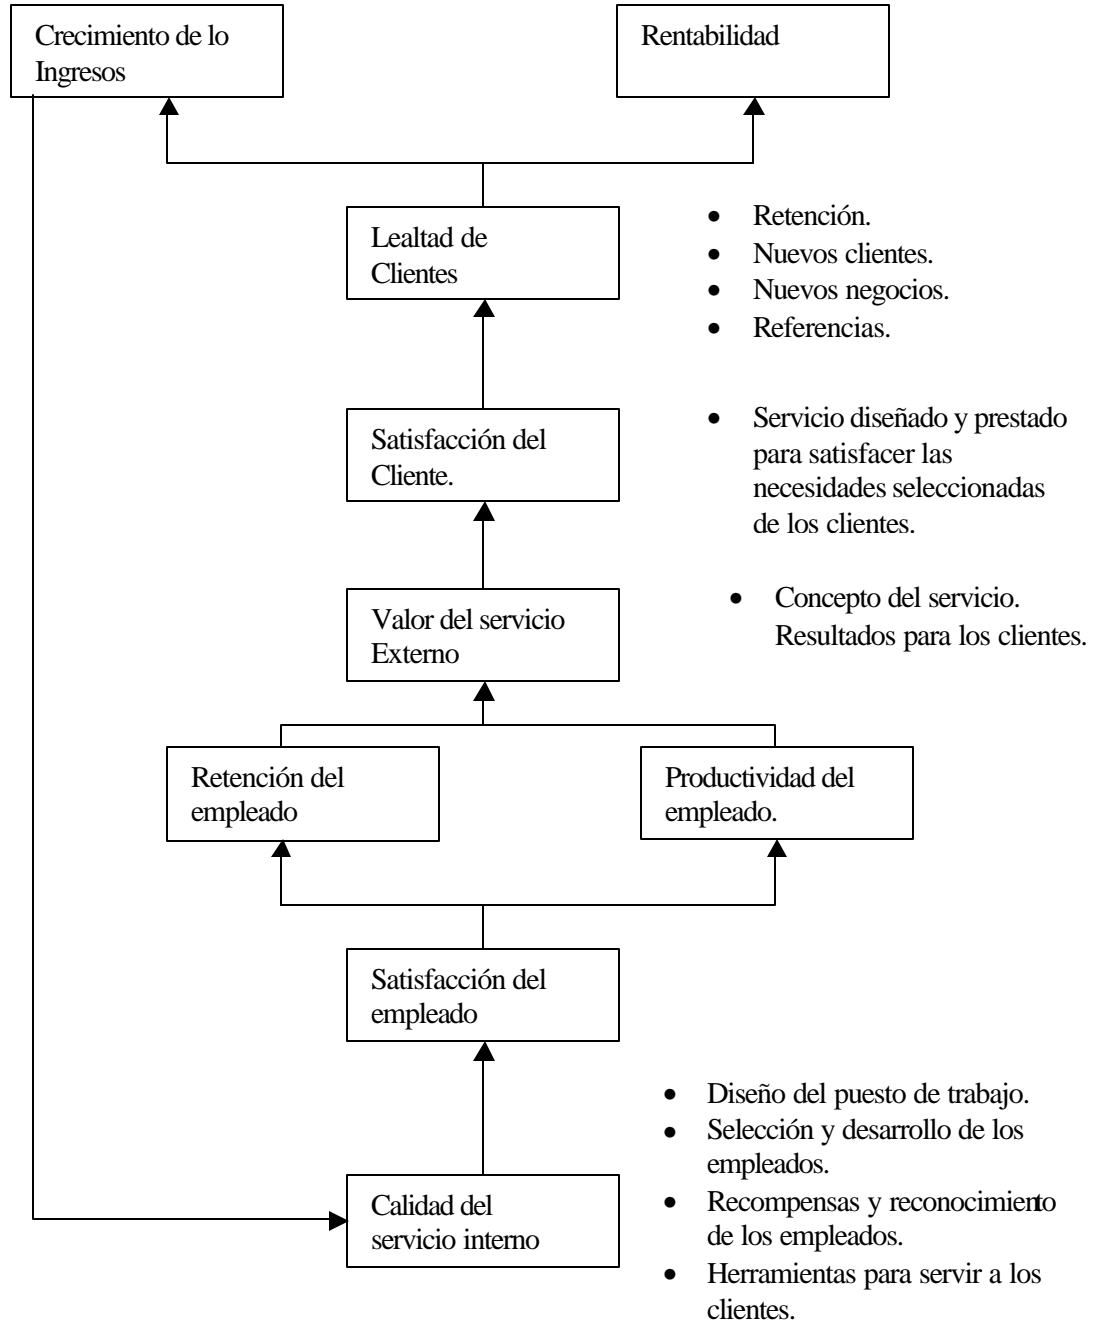 Crecimiento de lo
Ingresos
Rentabilidad
Lealtad de
Clientes
• Retención.
• Nuevos clientes.
• Nuevos negocios.
• Referencias.
Satisfacción del
Cliente.
• Servicio diseñado y prestado
para satisfacer las
necesidades seleccionadas
de los clientes.
Valor del servicio
Externo
• Concepto del servicio.
Resultados para los clientes.
Retención del
empleado
Productividad del
empleado.
Satisfacción del
empleado
Calidad del
servicio interno
• Diseño del puesto de trabajo.
• Selección y desarrollo de los
empleados.
• Recompensas y reconocimiento
de los empleados.
• Herramientas para servir a los
clientes.